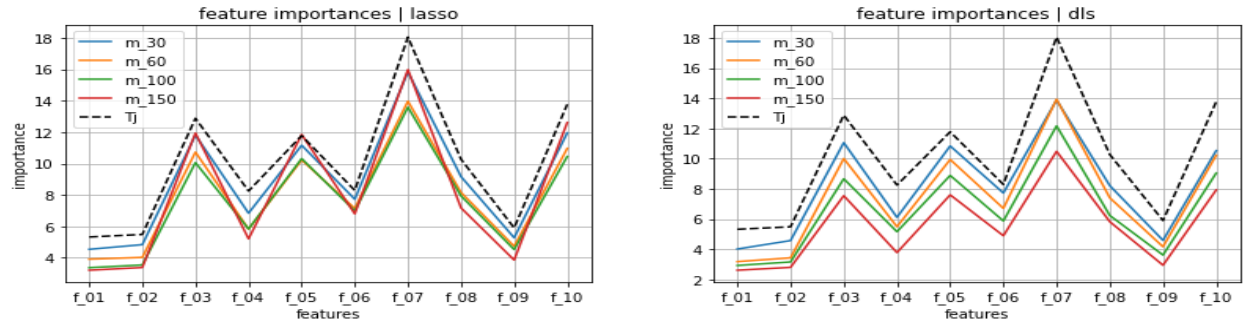 feature importances | lasso
importance
18
16
14
12
10
8
6
4
m_30
m_60
m_100
m_150
Tj
f_01 f_02 f_03 f_04 f_05 f_06 f_07 f_08 f_09 f_10
features
feature importances | dls
importance
18
16
14
12
10
8
6
4
2
m_30
m_60
m_100
m_150
Tj
f_01 f_02 f_03 f_04 f_05 f_06 f_07 f_08 f_09 f_10
features